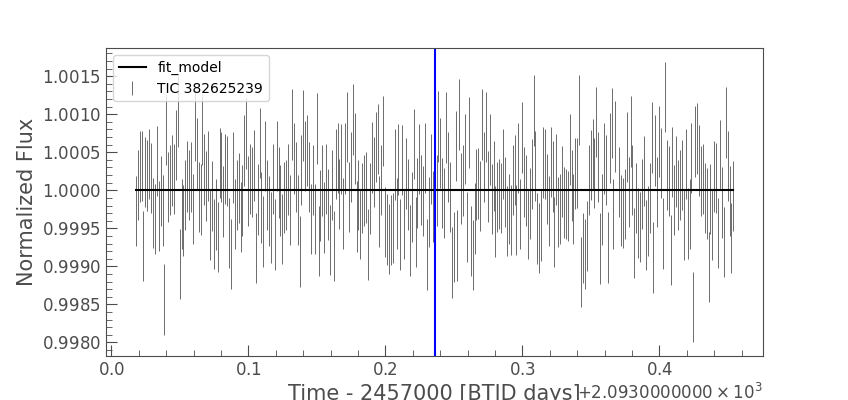 fit_model
TIC 382625239
1.0015
1.0010
1.0005
1.0000
0.9995
0.9990
0.9985
0.9980
Normalized Flux
0.0 0.1 0.2 0.3 0.4
Time - 2457000 [BTJD days]
+2.0930000000 × 10³